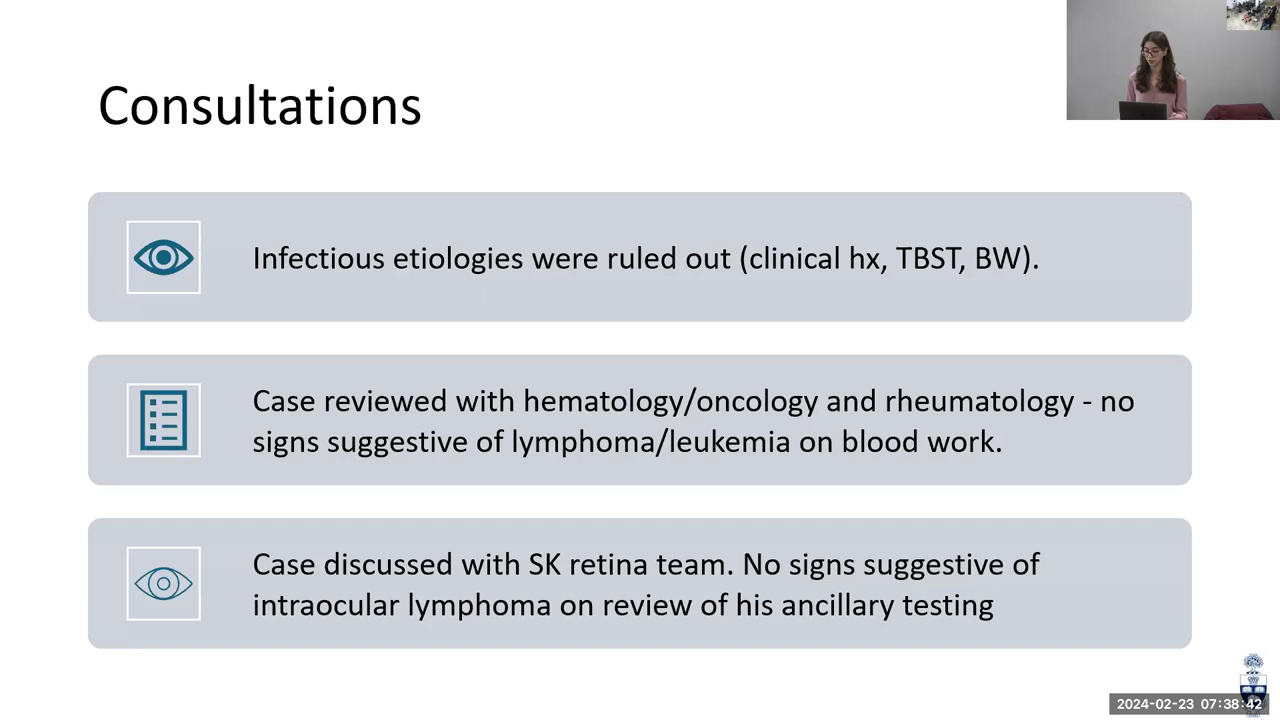 Consultations
Infectious etiologies were ruled out (clinical hx, TBST, BW).
Case reviewed with hematology/oncology and rheumatology - no
signs suggestive of lymphoma/leukemia on blood work.
Case discussed with SK retina team. No signs suggestive of
intraocular lymphoma on review of his ancillary testing
2024-02-23 07:38:42